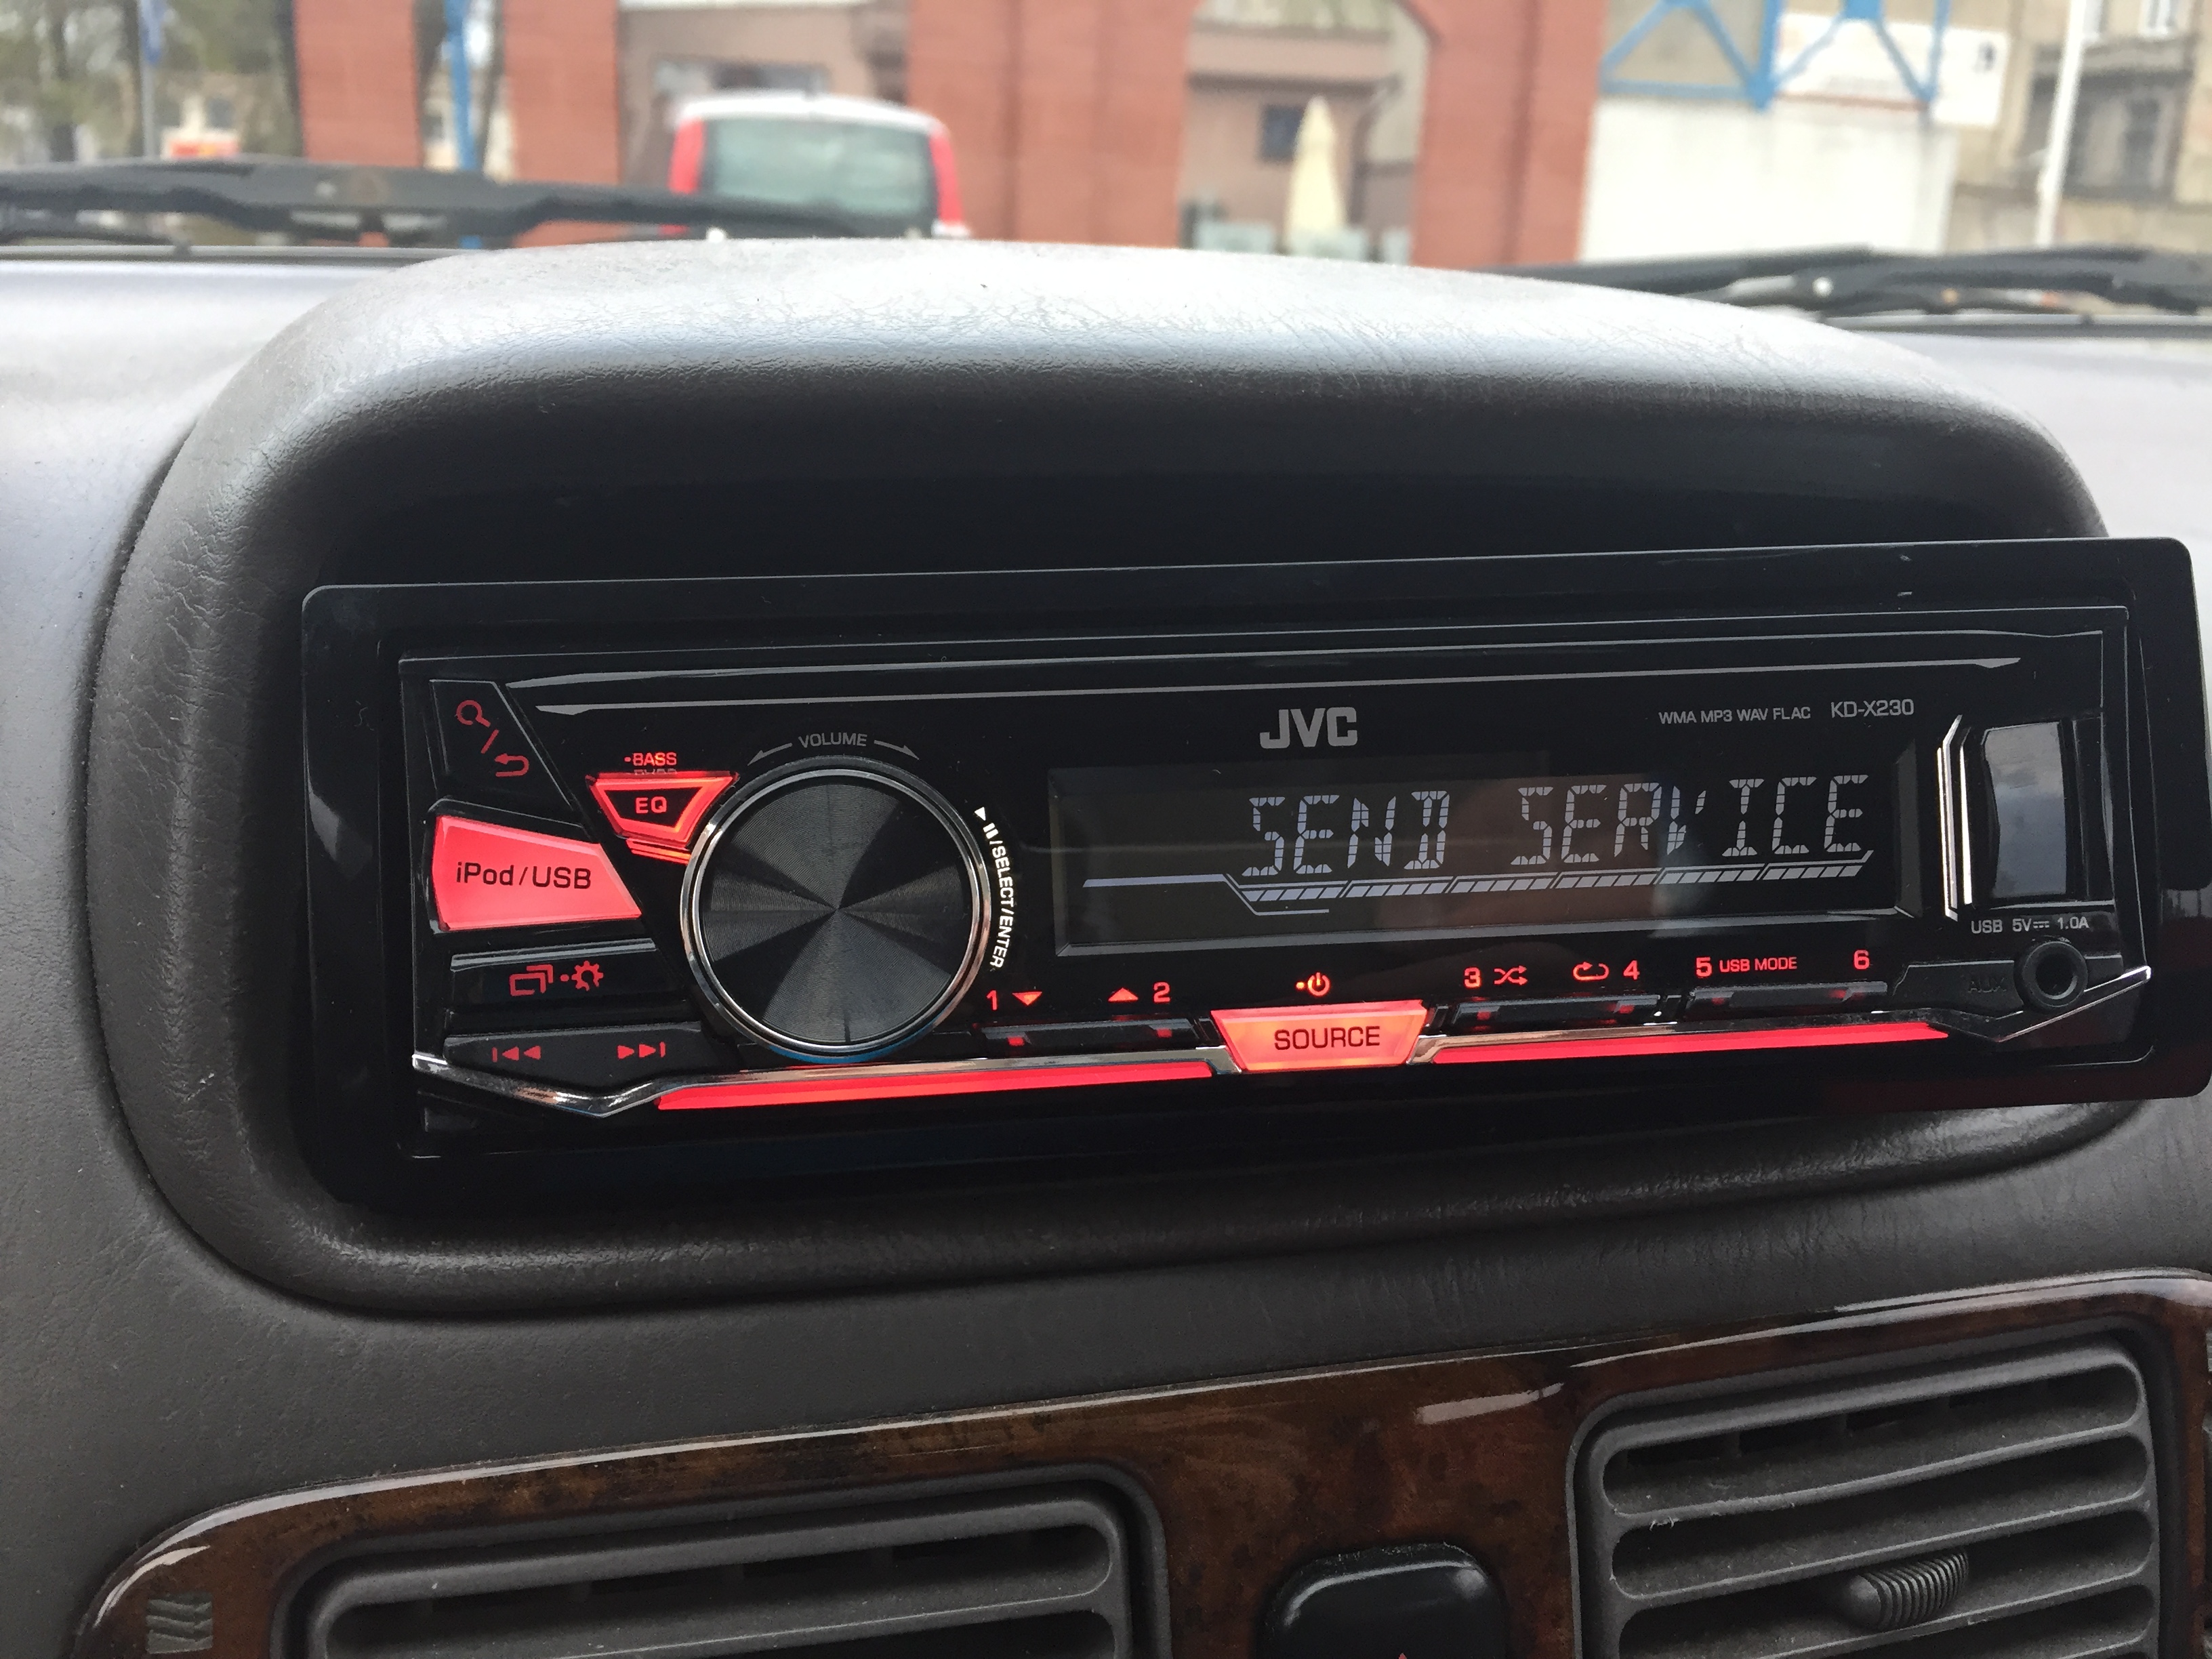 JVC
WMA MP3 WAV FLAC KD-X230
VOLUME
•BASS
EQ
SEND SERVICE
iPod/USB
/SELECT/ENTER
USB 5V 1.0A
AUX
1 2 3 4 5 USB MODE 6
SOURCE